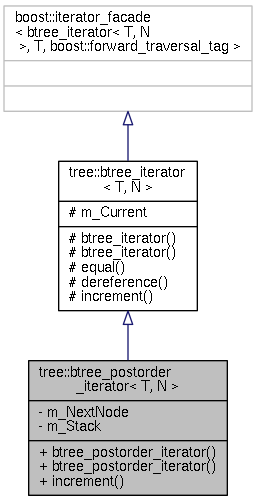 boost::iterator_facade
< btree_iterator< T, N
>, T, boost::forward_traversal_tag >
tree::btree_iterator
< T, N >
# m_Current
# btree_iterator()
# btree_iterator()
# equal()
# dereference()
# increment()
tree::btree_postorder
_iterator< T, N >
- m_NextNode
- m_Stack
+ btree_postorder_iterator()
+ btree_postorder_iterator()
+ increment()